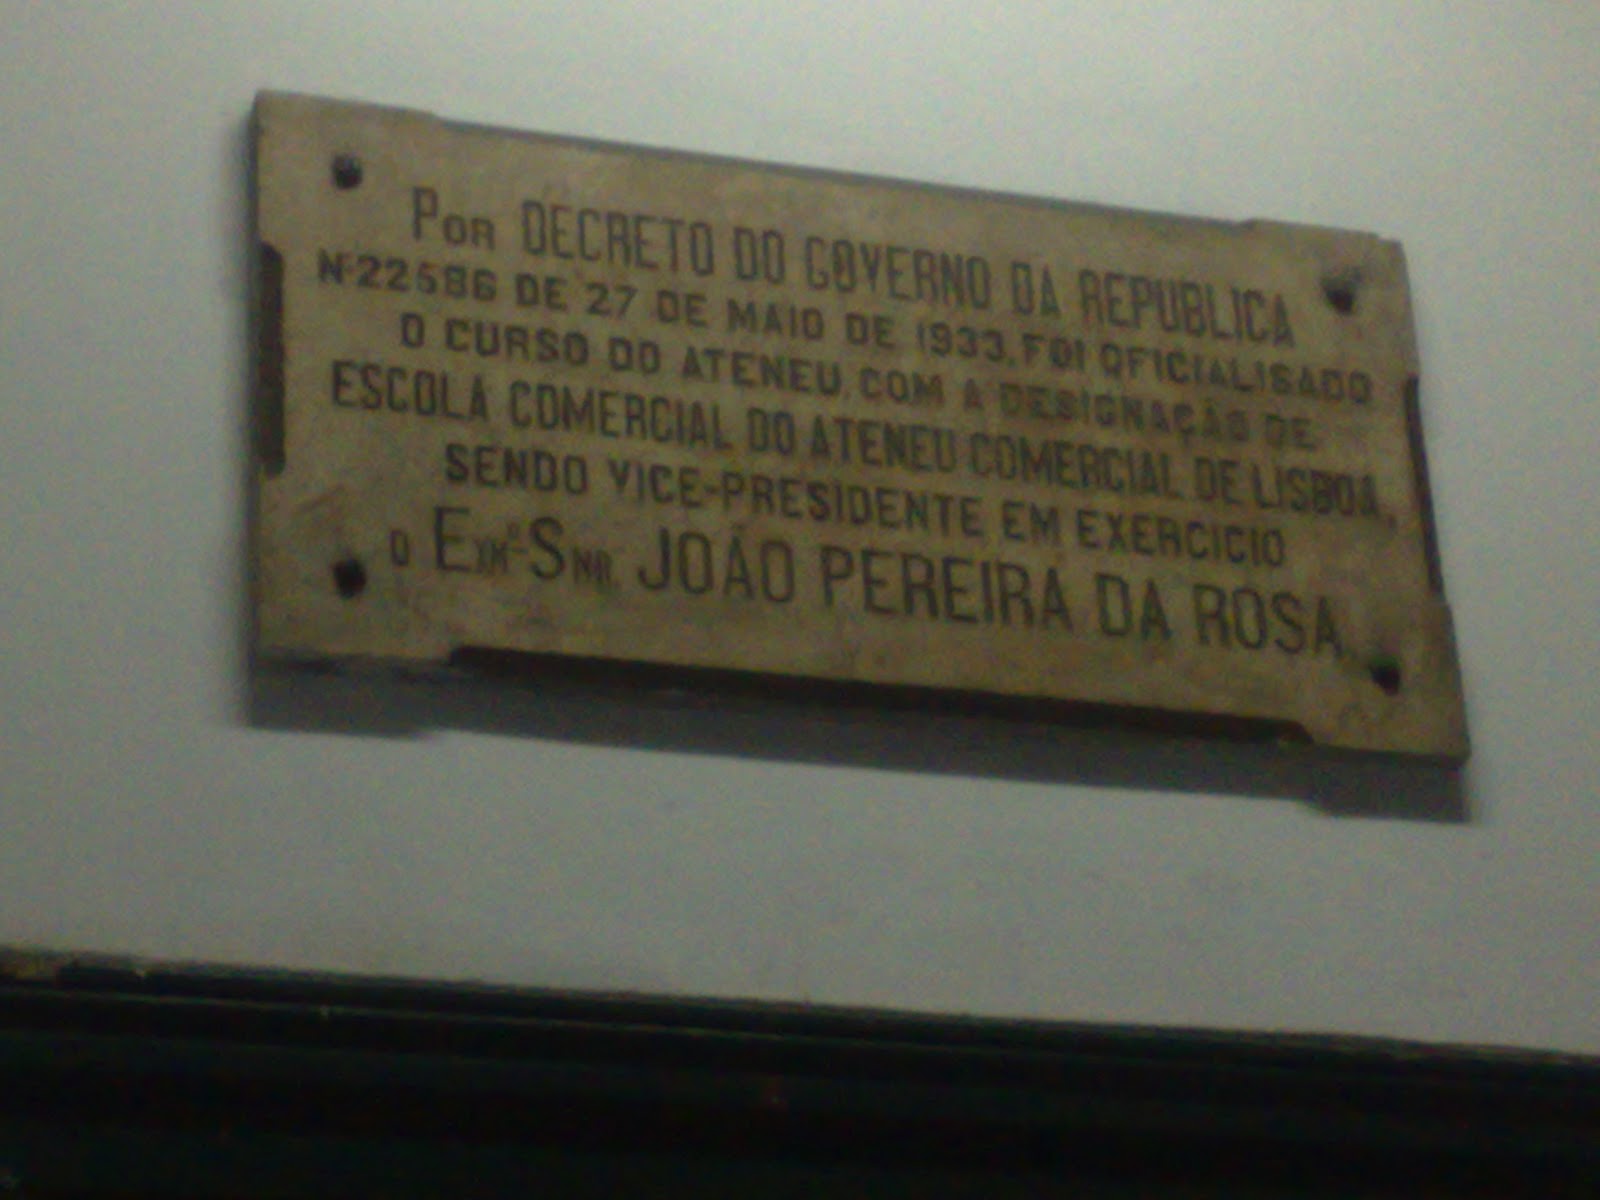 POR DECRETO DO GOVERNO DA REPUBLICA
Nº 22586 DE 27 DE MAIO DE 1933, FOI OFICIALISADO
O CURSO DO ATENEU, COM A DESIGNAÇÃO DE
ESCOLA COMERCIAL DO ATENEU COMERCIAL DE LISBOA,
SENDO VICE-PRESIDENTE EM EXERCICIO
O EXMº SNR. JOÃO PEREIRA DA ROSA